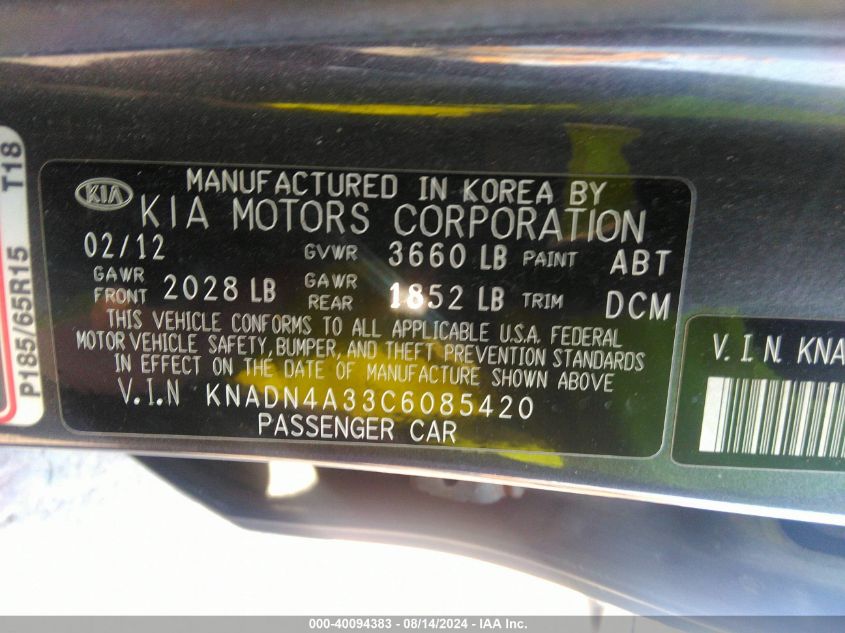 P185/65R15 T18
KIA MANUFACTURED IN KOREA BY
KIA MOTORS CORPORATION
02/12 GVWR 3660 LB PAINT ABT
GAWR FRONT 2028 LB GAWR REAR 1852 LB TRIM DCM
THIS VEHICLE CONFORMS TO ALL APPLICABLE U.S.A. FEDERAL
MOTOR VEHICLE SAFETY, BUMPER, AND THEFT PREVENTION STANDARDS
IN EFFECT ON THE DATE OF MANUFACTURE SHOWN ABOVE
V.I.N KNADN4A33C6085420
PASSENGER CAR
V.I.N. KNA
000-40094383 - 08/14/2024 - IAA Inc.